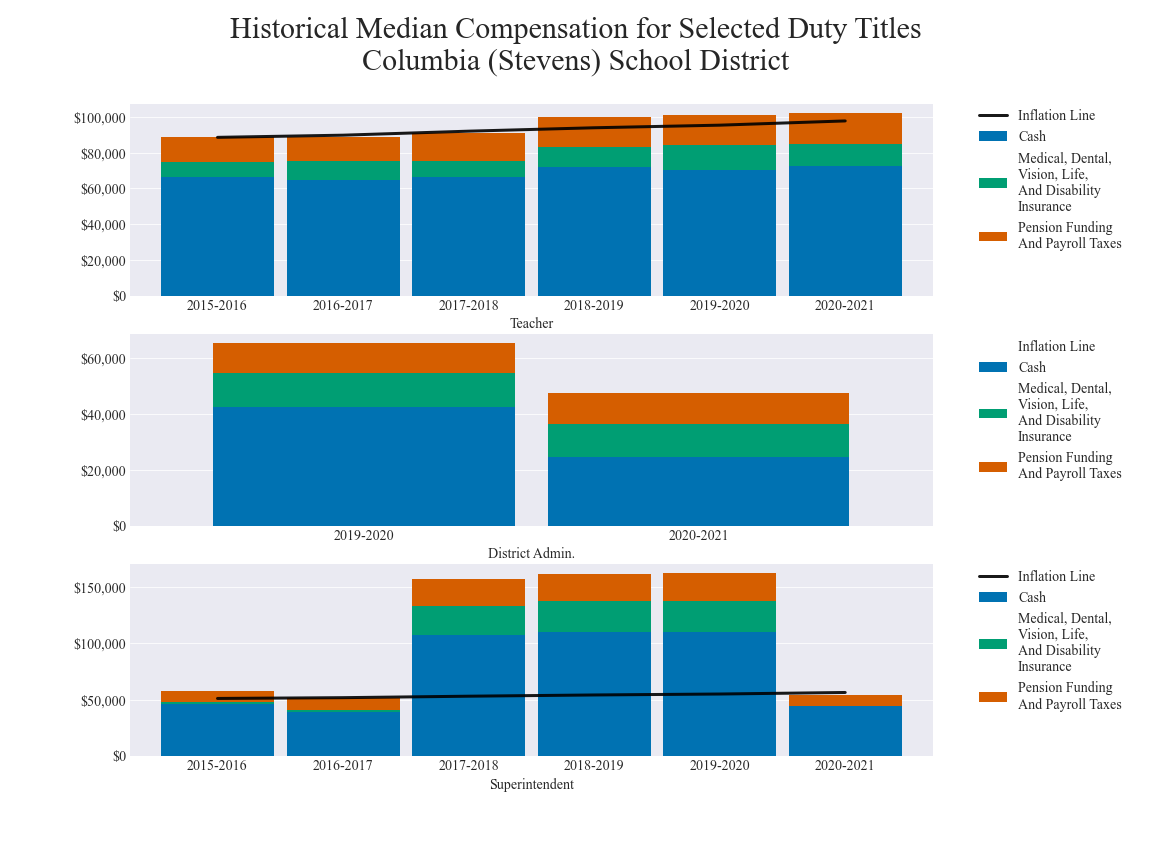 Historical Median Compensation for Selected Duty Titles
Columbia (Stevens) School District
$100,000
$80,000
$60,000
$40,000
$20,000
$0
2015-2016 2016-2017 2017-2018 2018-2019 2019-2020 2020-2021
Teacher
Inflation Line
Cash
Medical, Dental,
Vision, Life,
And Disability
Insurance
Pension Funding
And Payroll Taxes
$60,000
$40,000
$20,000
$0
2019-2020 2020-2021
District Admin.
Inflation Line
Cash
Medical, Dental,
Vision, Life,
And Disability
Insurance
Pension Funding
And Payroll Taxes
$150,000
$100,000
$50,000
$0
2015-2016 2016-2017 2017-2018 2018-2019 2019-2020 2020-2021
Superintendent
Inflation Line
Cash
Medical, Dental,
Vision, Life,
And Disability
Insurance
Pension Funding
And Payroll Taxes